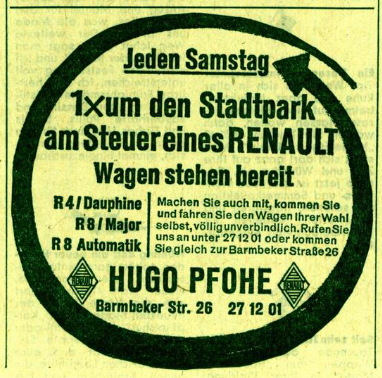 Jeden Samstag
1x um den Stadtpark
am Steuer eines RENAULT
Wagen stehen bereit
R 4 / Dauphine
R 8 / Major
R 8 Automatik
Machen Sie auch mit, kommen Sie
und fahren Sie den Wagen Ihrer Wahl
selbst, völlig unverbindlich. Rufen Sie
uns an unter 27 12 01 oder kommen
Sie gleich zur Barmbeker Straße 26
RENAULT
HUGO PFOHE
RENAULT
Barmbeker Str. 26 27 12 01